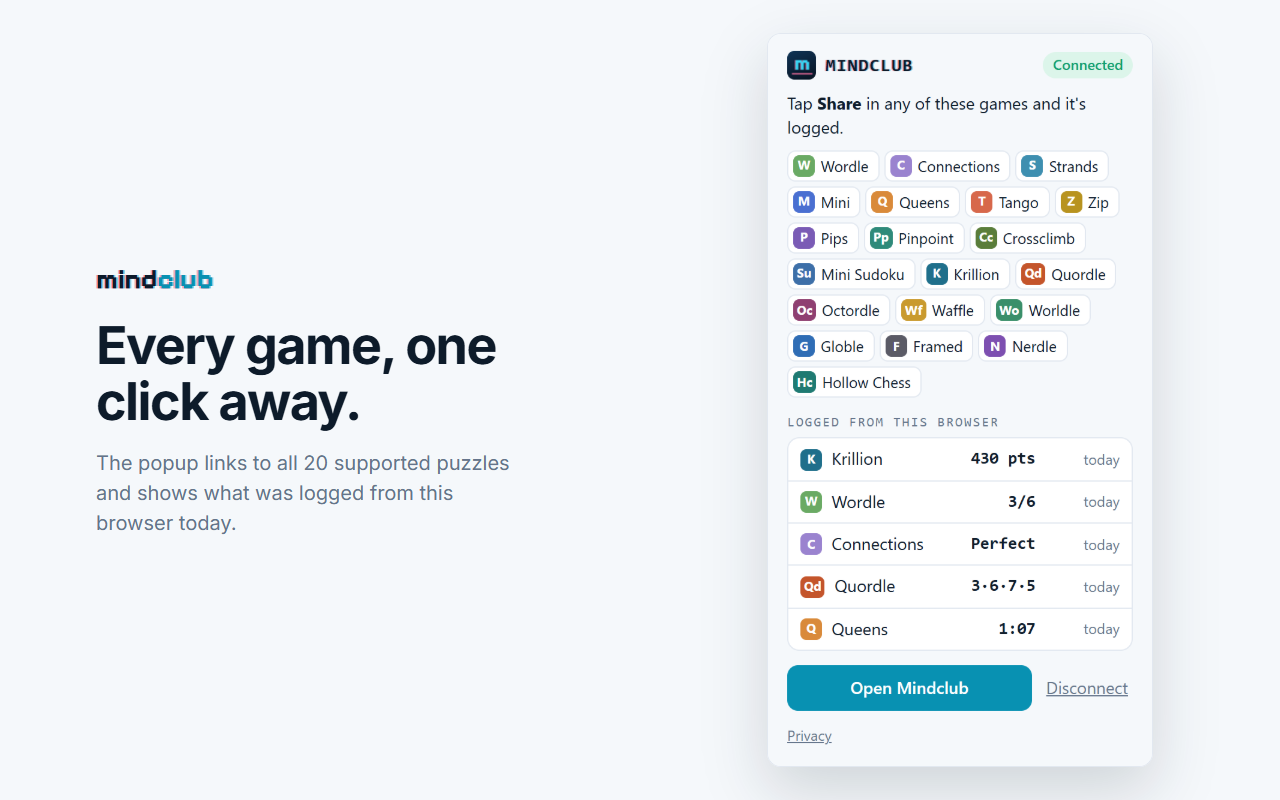 mindclub
Every game, one
click away.
The popup links to all 20 supported puzzles
and shows what was logged from this
browser today.
m MINDCLUB Connected
Tap Share in any of these games and it's
logged.
W Wordle C Connections S Strands
M Mini Q Queens T Tango Z Zip
P Pips Pp Pinpoint Cc Crossclimb
Su Mini Sudoku K Krillion Qd Quordle
Oc Octordle Wf Waffle Wo Worldle
G Globle F Framed N Nerdle
Hc Hollow Chess
LOGGED FROM THIS BROWSER
K Krillion 430 pts today
W Wordle 3/6 today
C Connections Perfect today
Qd Quordle 3·6·7·5 today
Q Queens 1:07 today
Open Mindclub Disconnect
Privacy